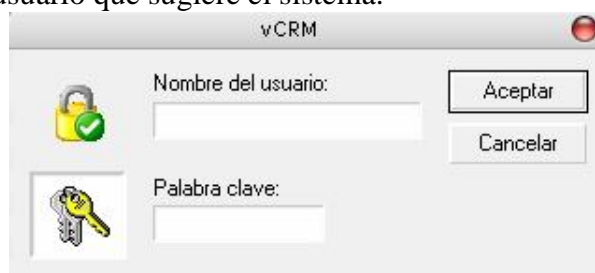 usuario que sugiere el sistema.
vCRM
Nombre del usuario:
Aceptar
Cancelar
Palabra clave: